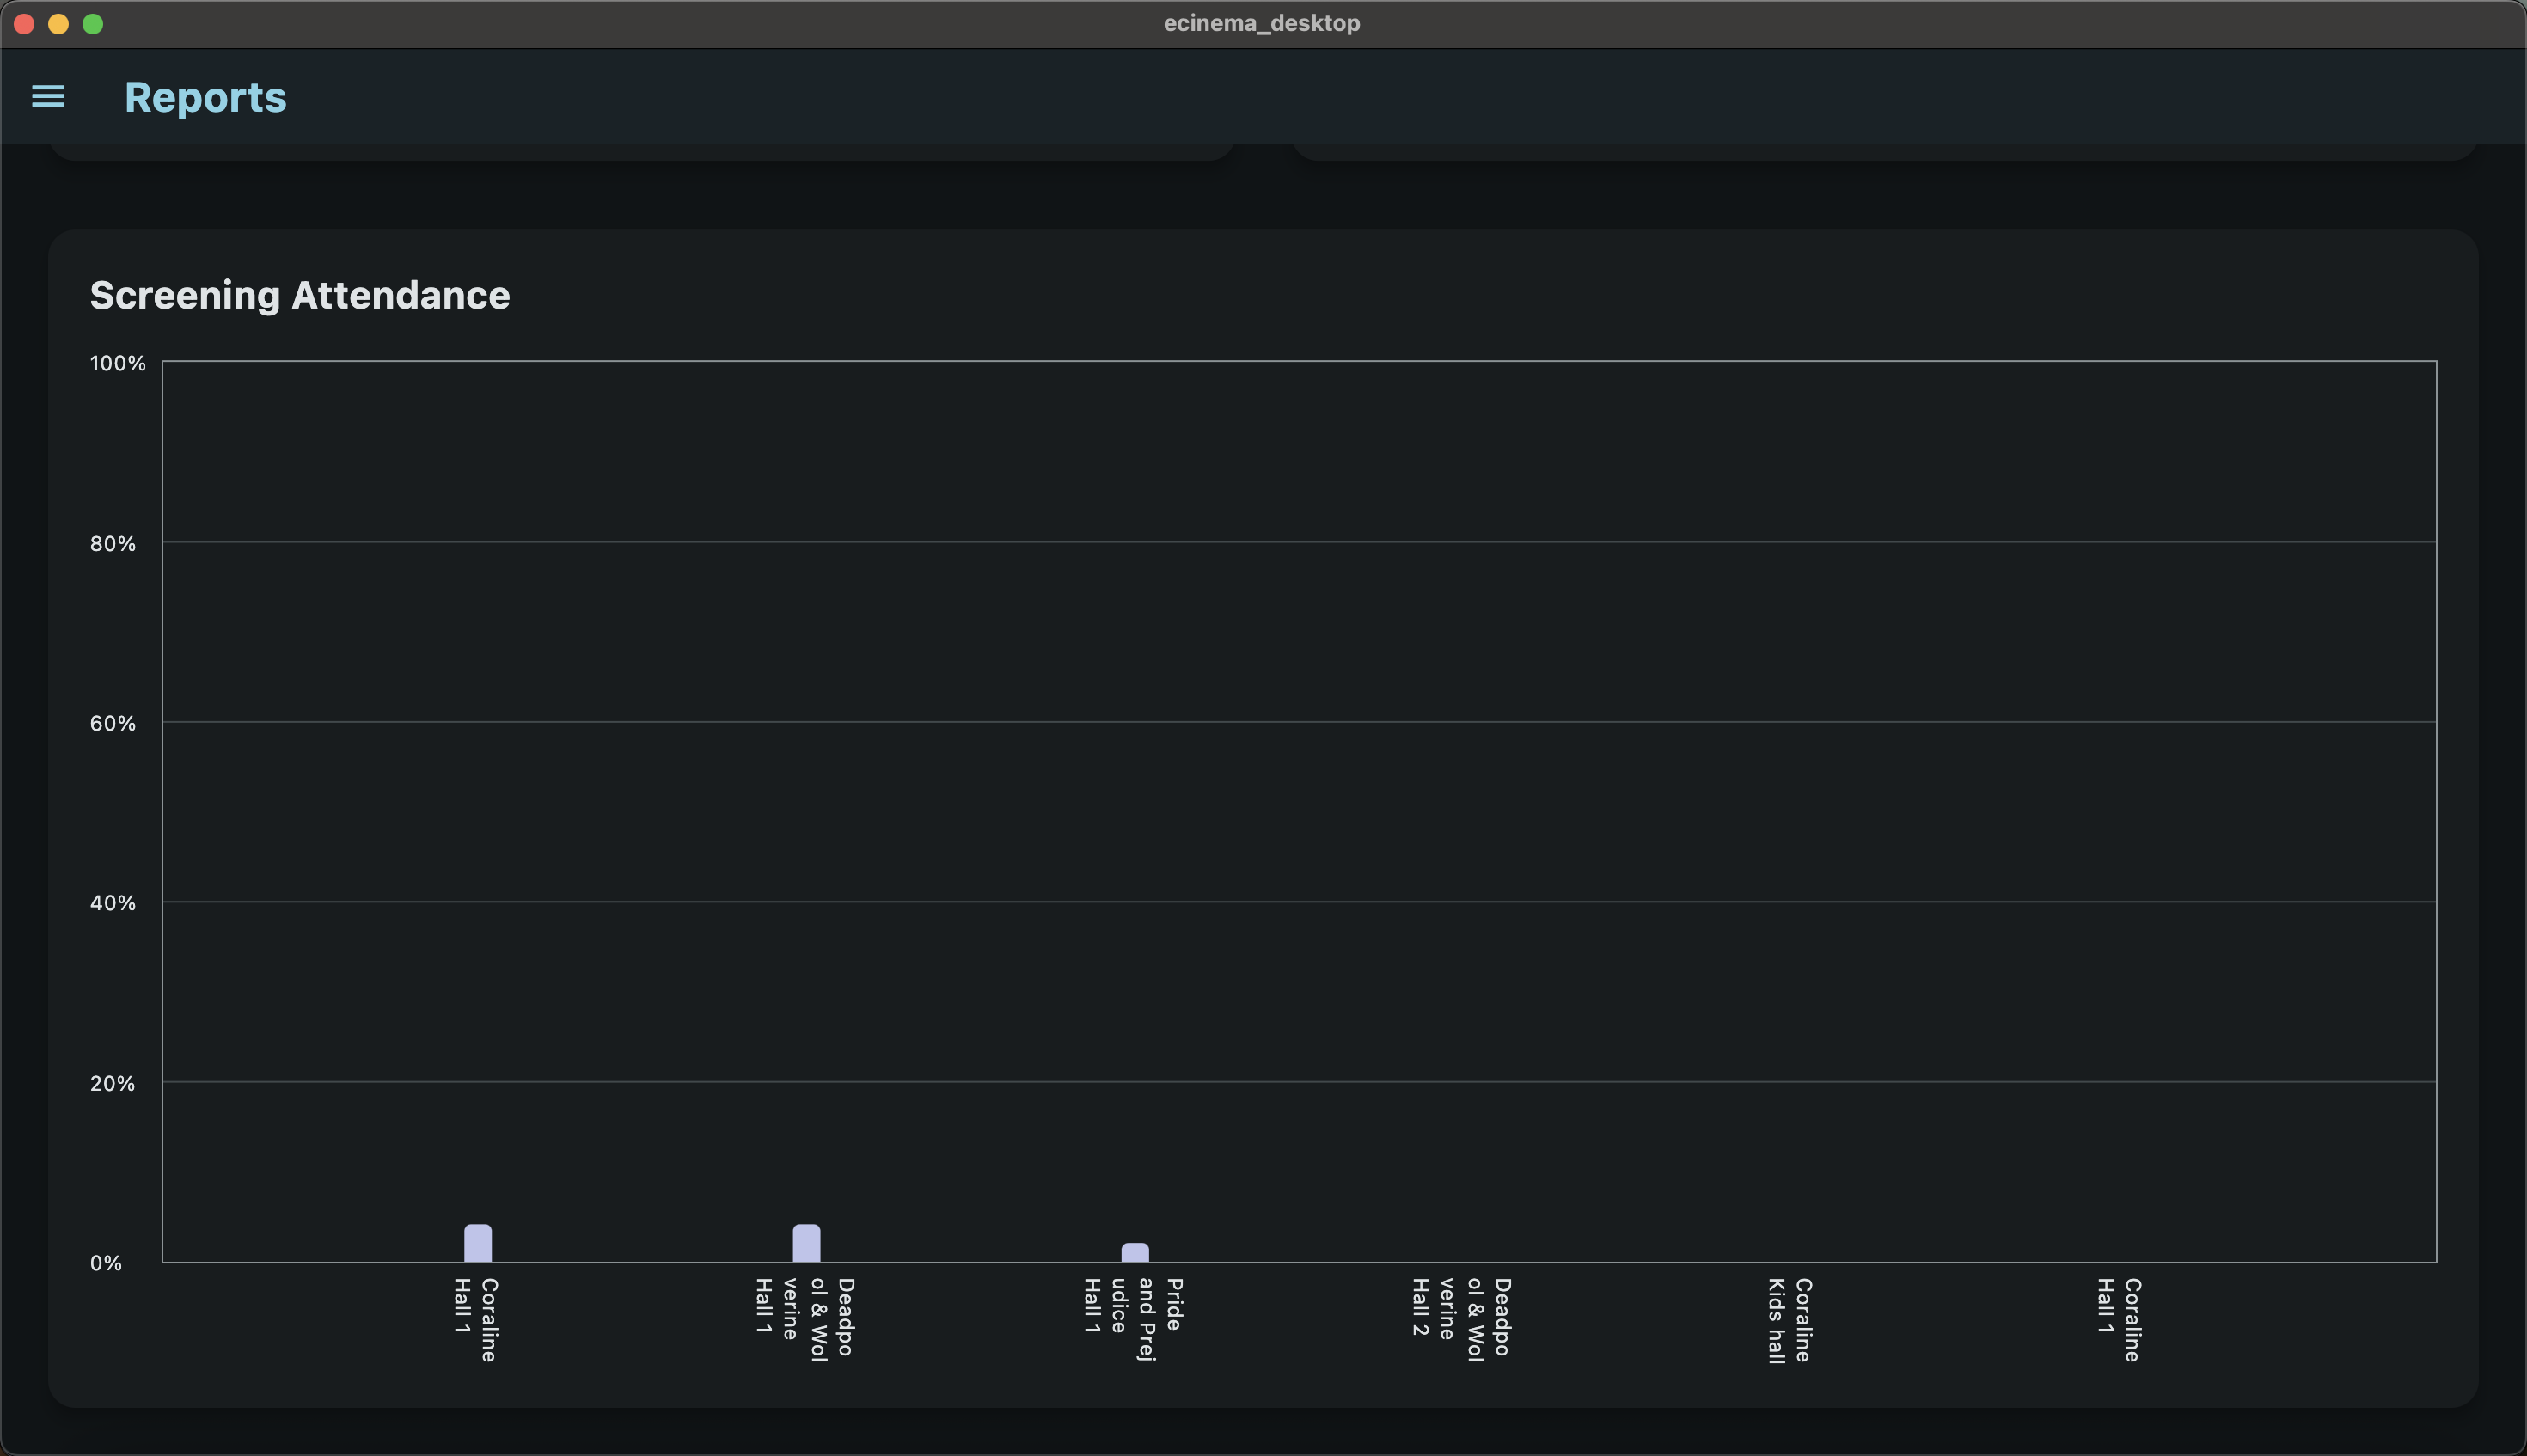 ecinema_desktop
Reports
Screening Attendance
100%
80%
60%
40%
20%
0%
Coraline
Hall 1
Deadpo
ol & Wol
verine
Hall 1
Pride
and Prej
udice
Hall 1
Deadpo
ol & Wol
verine
Hall 2
Coraline
Kids hall
Coraline
Hall 1